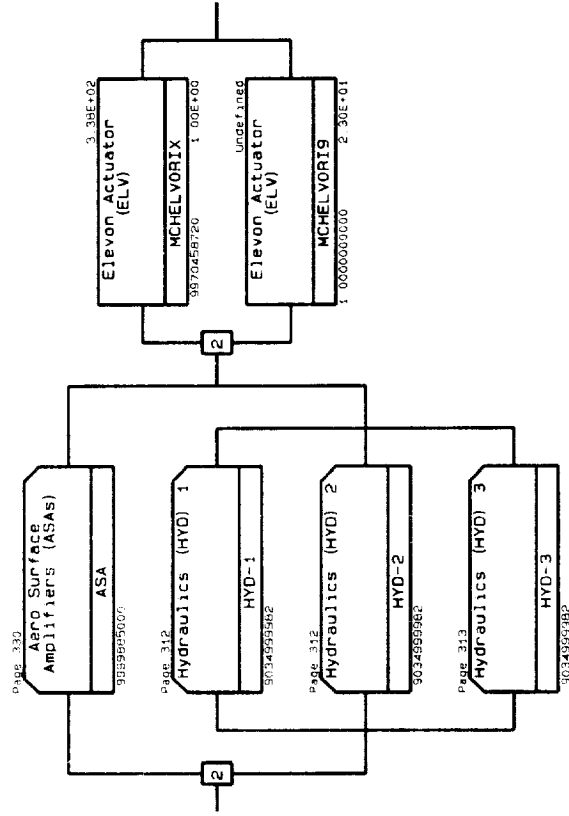 2
Page 330
Aero Surface
Amplifiers (ASAs)
ASA
Page 312
Hydraulics (HYD) 1
HYD-1
9034999982
Page 312
Hydraulics (HYD) 2
HYD-2
9034999982
Page 313
Hydraulics (HYD) 3
HYD-3
9034999982
2
3.38E+02
Elevon Actuator
(ELV)
MCHELVORIX
9970458720 1 00E+00
Undefined
Elevon Actuator
(ELV)
MCHELVORI9
1 0000000000 2.30E+01